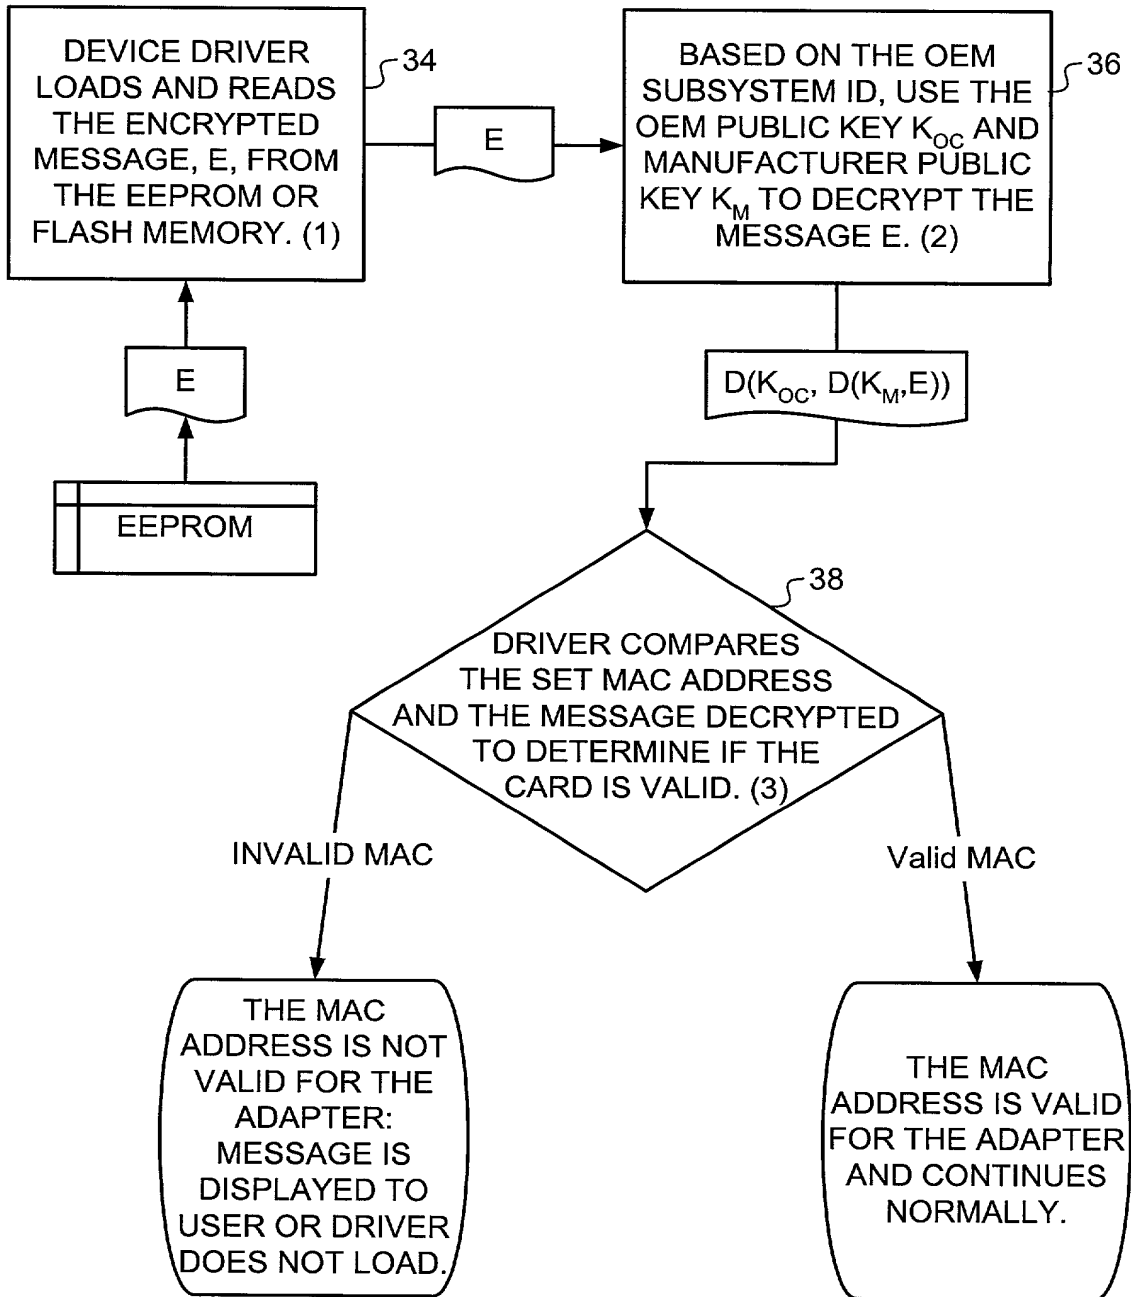 DEVICE DRIVER
LOADS AND READS
THE ENCRYPTED
MESSAGE, E, FROM
THE EEPROM OR
FLASH MEMORY. (1)
34
E
BASED ON THE OEM
SUBSYSTEM ID, USE THE
OEM PUBLIC KEY K_OC AND
MANUFACTURER PUBLIC
KEY K_M TO DECRYPT THE
MESSAGE E. (2)
36
E
EEPROM
D(K_OC, D(K_M,E))
38
DRIVER COMPARES
THE SET MAC ADDRESS
AND THE MESSAGE DECRYPTED
TO DETERMINE IF THE
CARD IS VALID. (3)
INVALID MAC
Valid MAC
THE MAC
ADDRESS IS NOT
VALID FOR THE
ADAPTER:
MESSAGE IS
DISPLAYED TO
USER OR DRIVER
DOES NOT LOAD.
THE MAC
ADDRESS IS VALID
FOR THE ADAPTER
AND CONTINUES
NORMALLY.